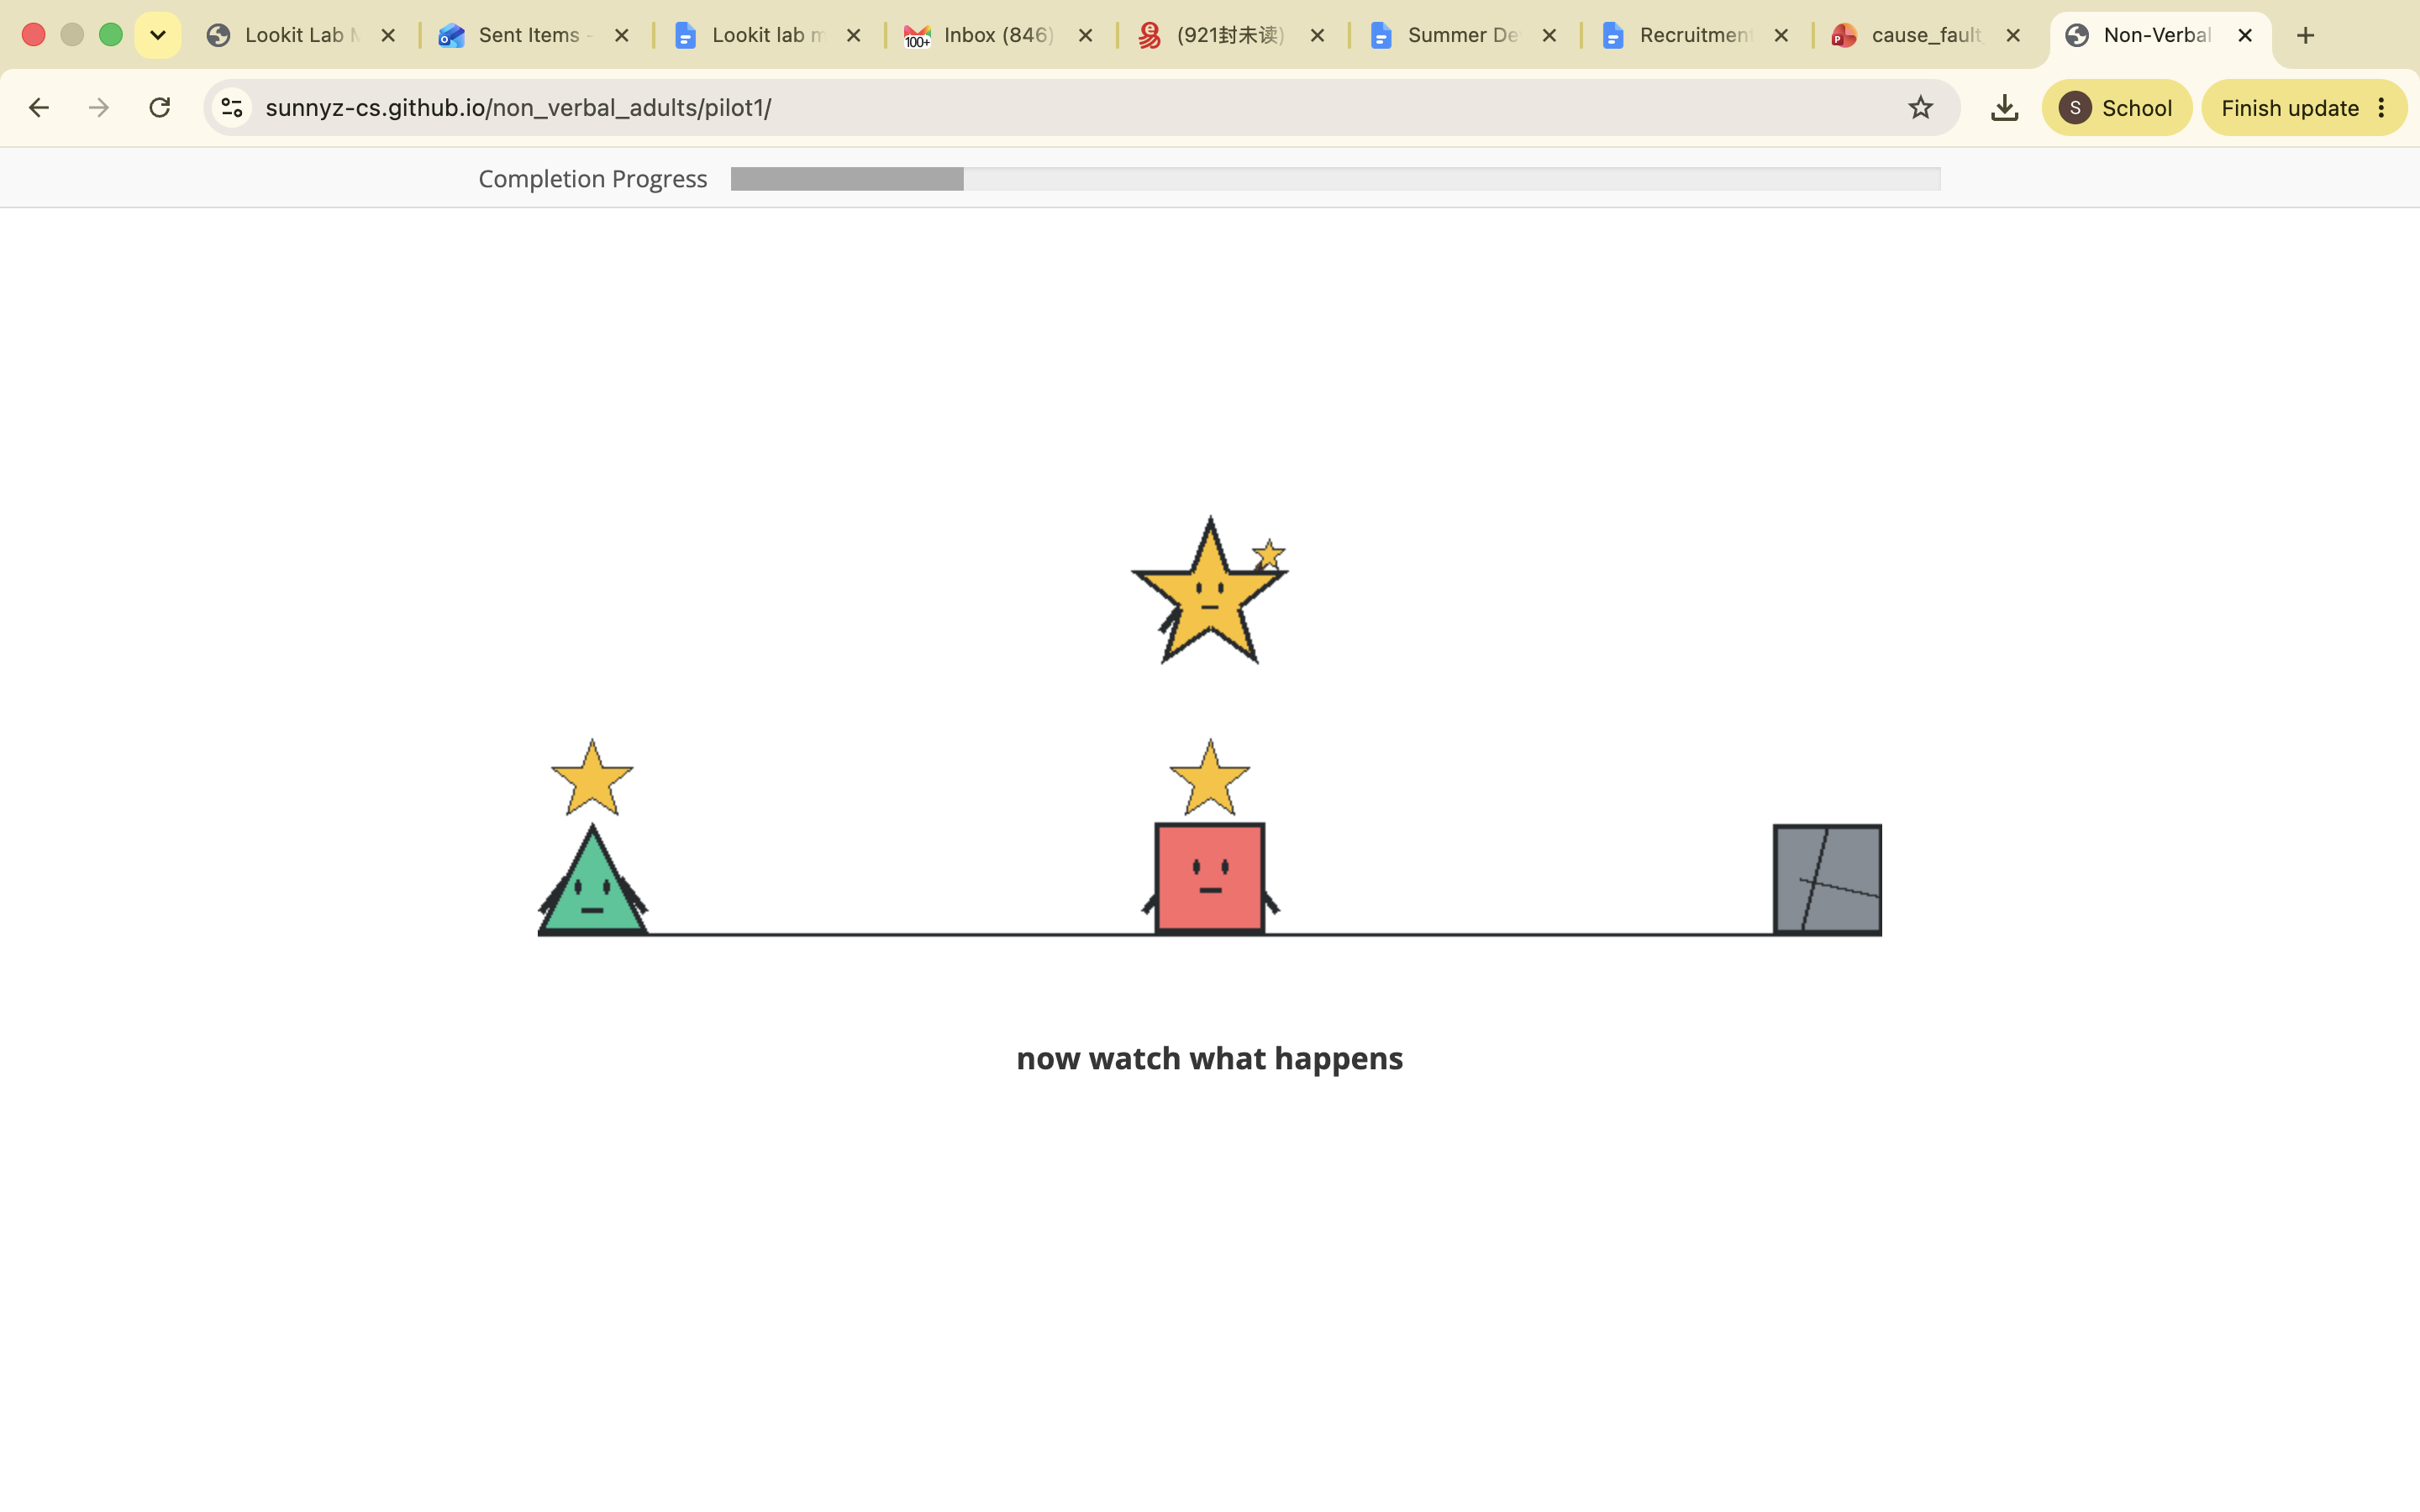 Lookit Lab M
Sent Items -
Lookit lab m
Inbox (846)
(921封未读)
Summer De
Recruitment
cause_fault
Non-Verbal
sunnyz-cs.github.io/non_verbal_adults/pilot1/
S
School
Finish update
Completion Progress
now watch what happens